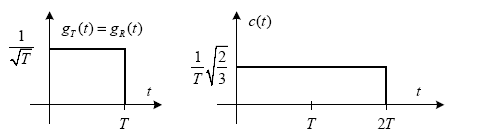 g_T(t) = g_R(t)
1/√T
t
T
c(t)
1/T √(2/3)
t
T
2T